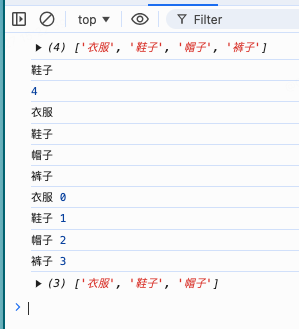 top
Filter
(4) ['衣服', '鞋子', '帽子', '裤子']
鞋子
4
衣服
鞋子
帽子
裤子
衣服 0
鞋子 1
帽子 2
裤子 3
(3) ['衣服', '鞋子', '帽子']